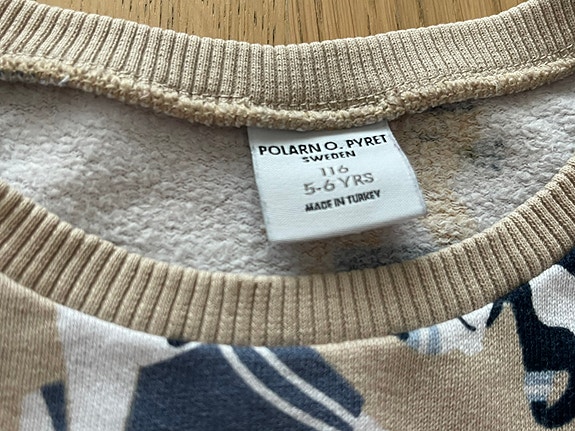 POLARN O. PYRET
SWEDEN
116
5-6 YRS
MADE IN TURKEY